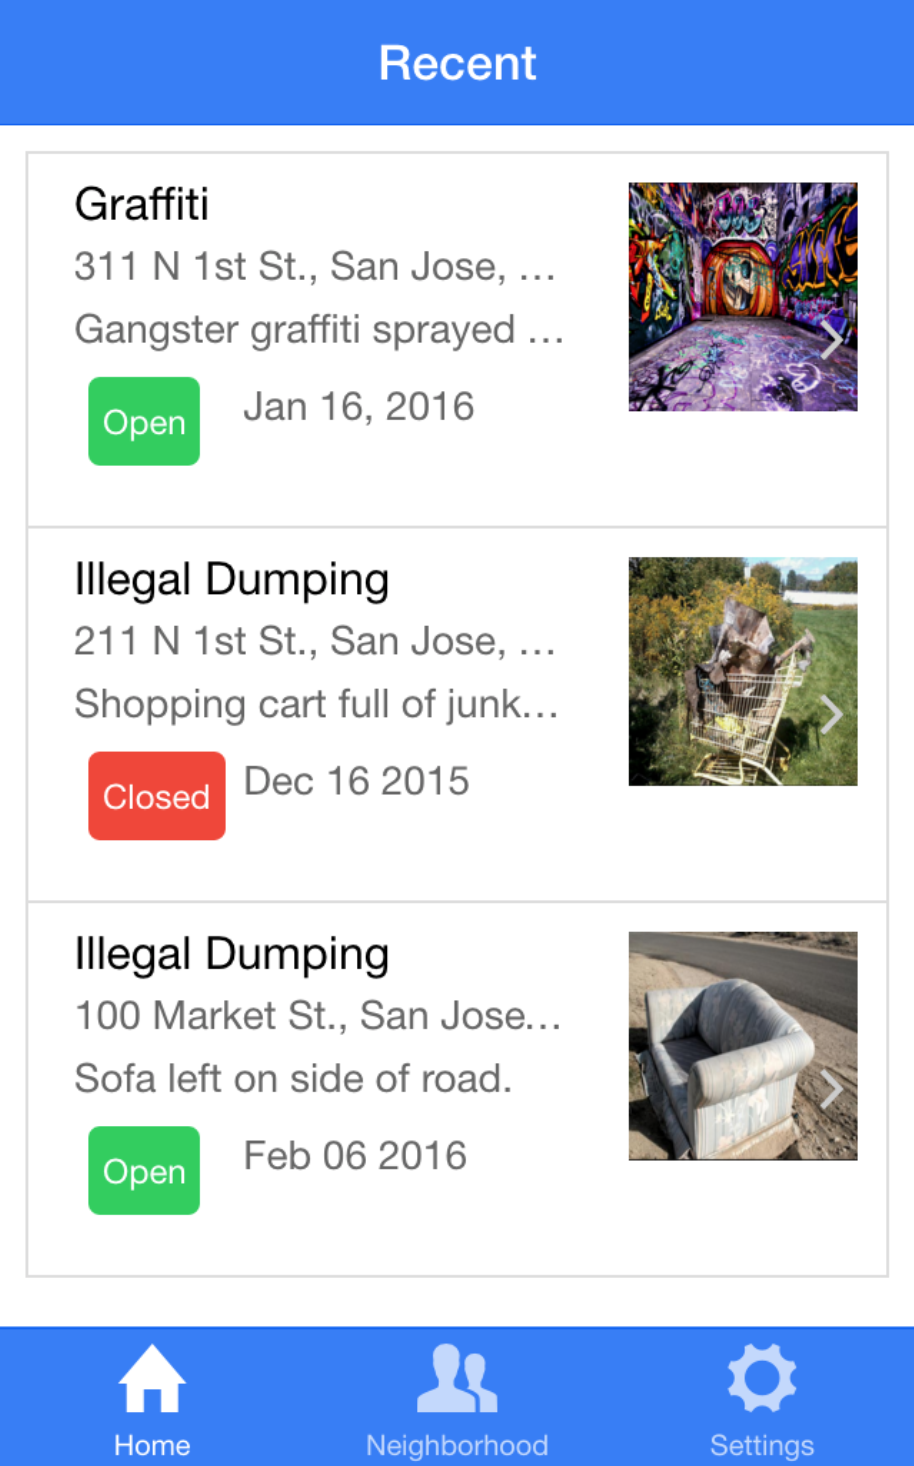 Recent
Graffiti
311 N 1st St., San Jose, ...
Gangster graffiti sprayed ...
Open
Jan 16, 2016
Illegal Dumping
211 N 1st St., San Jose, ...
Shopping cart full of junk...
Closed
Dec 16 2015
Illegal Dumping
100 Market St., San Jose...
Sofa left on side of road.
Open
Feb 06 2016
Home
Neighborhood
Settings